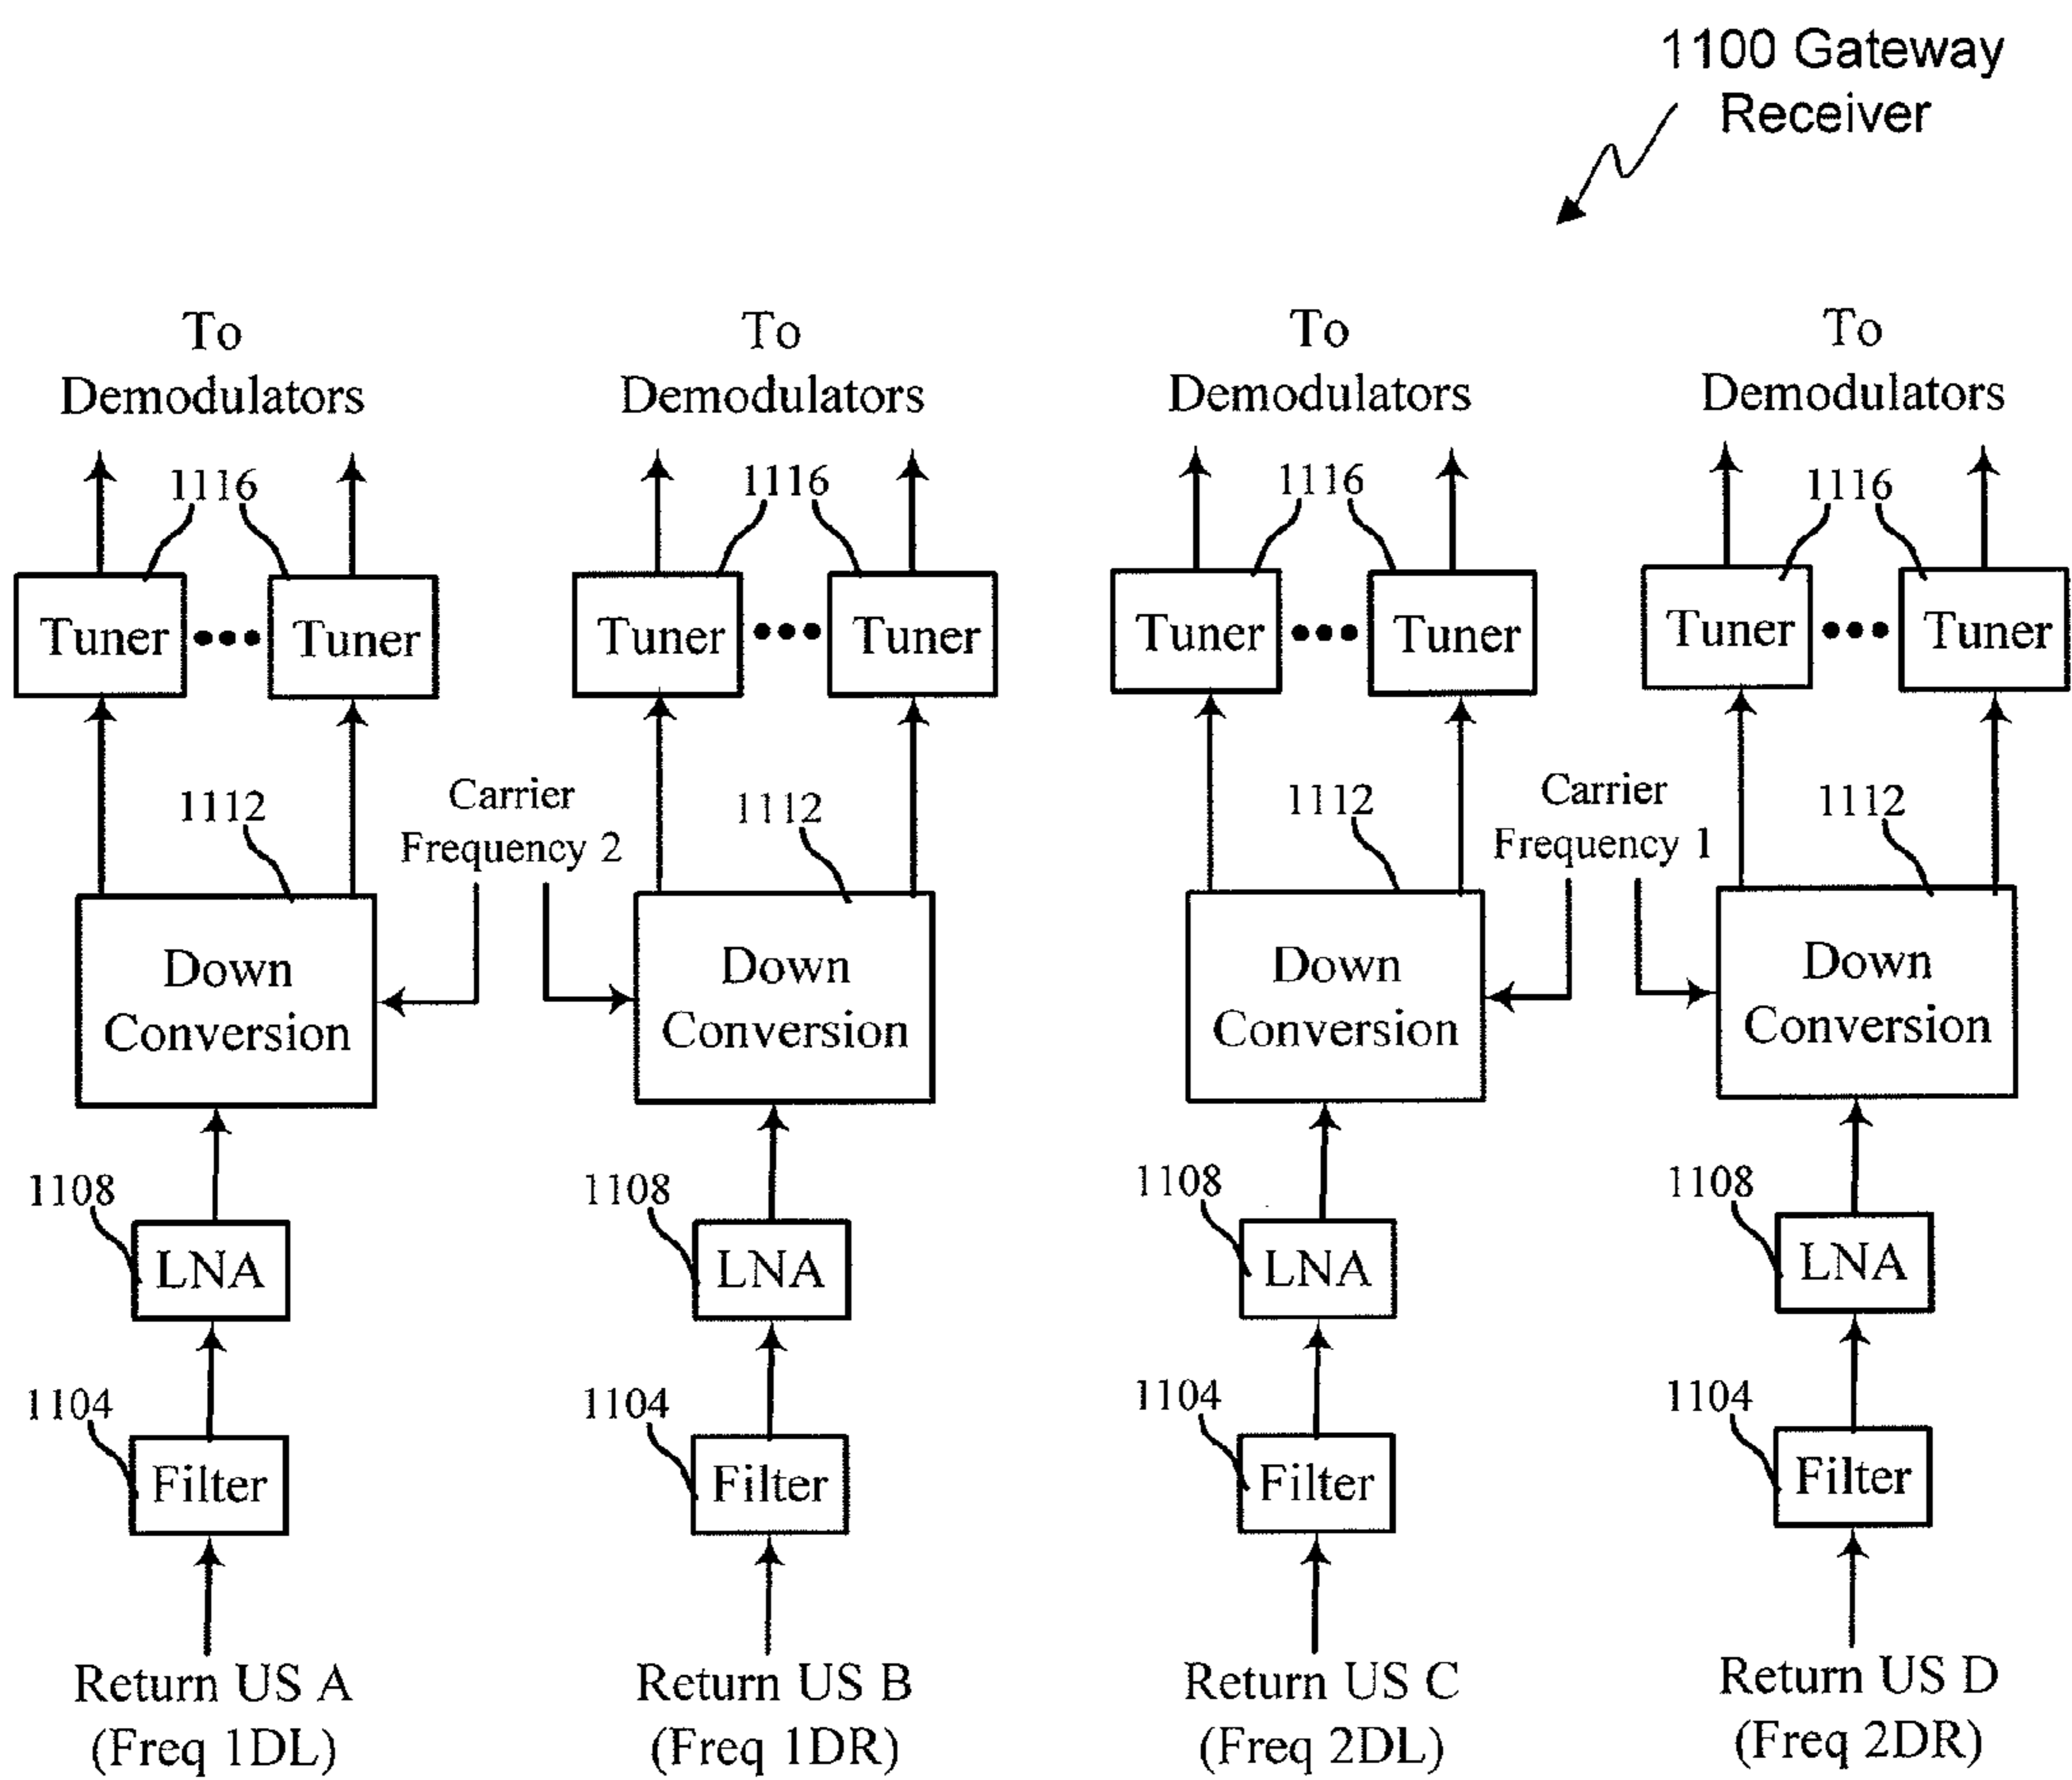 1100 Gateway
Receiver
To
Demodulators
To
Demodulators
To
Demodulators
To
Demodulators
1116
1116
1116
1116
Tuner
Tuner
Tuner
Tuner
Tuner
Tuner
Tuner
Tuner
1112
Carrier
Frequency 2
1112
1112
Carrier
Frequency 1
1112
Down
Conversion
Down
Conversion
Down
Conversion
Down
Conversion
1108
LNA
1108
LNA
1108
LNA
1108
LNA
1104
Filter
1104
Filter
1104
Filter
1104
Filter
Return US A
(Freq 1DL)
Return US B
(Freq 1DR)
Return US C
(Freq 2DL)
Return US D
(Freq 2DR)